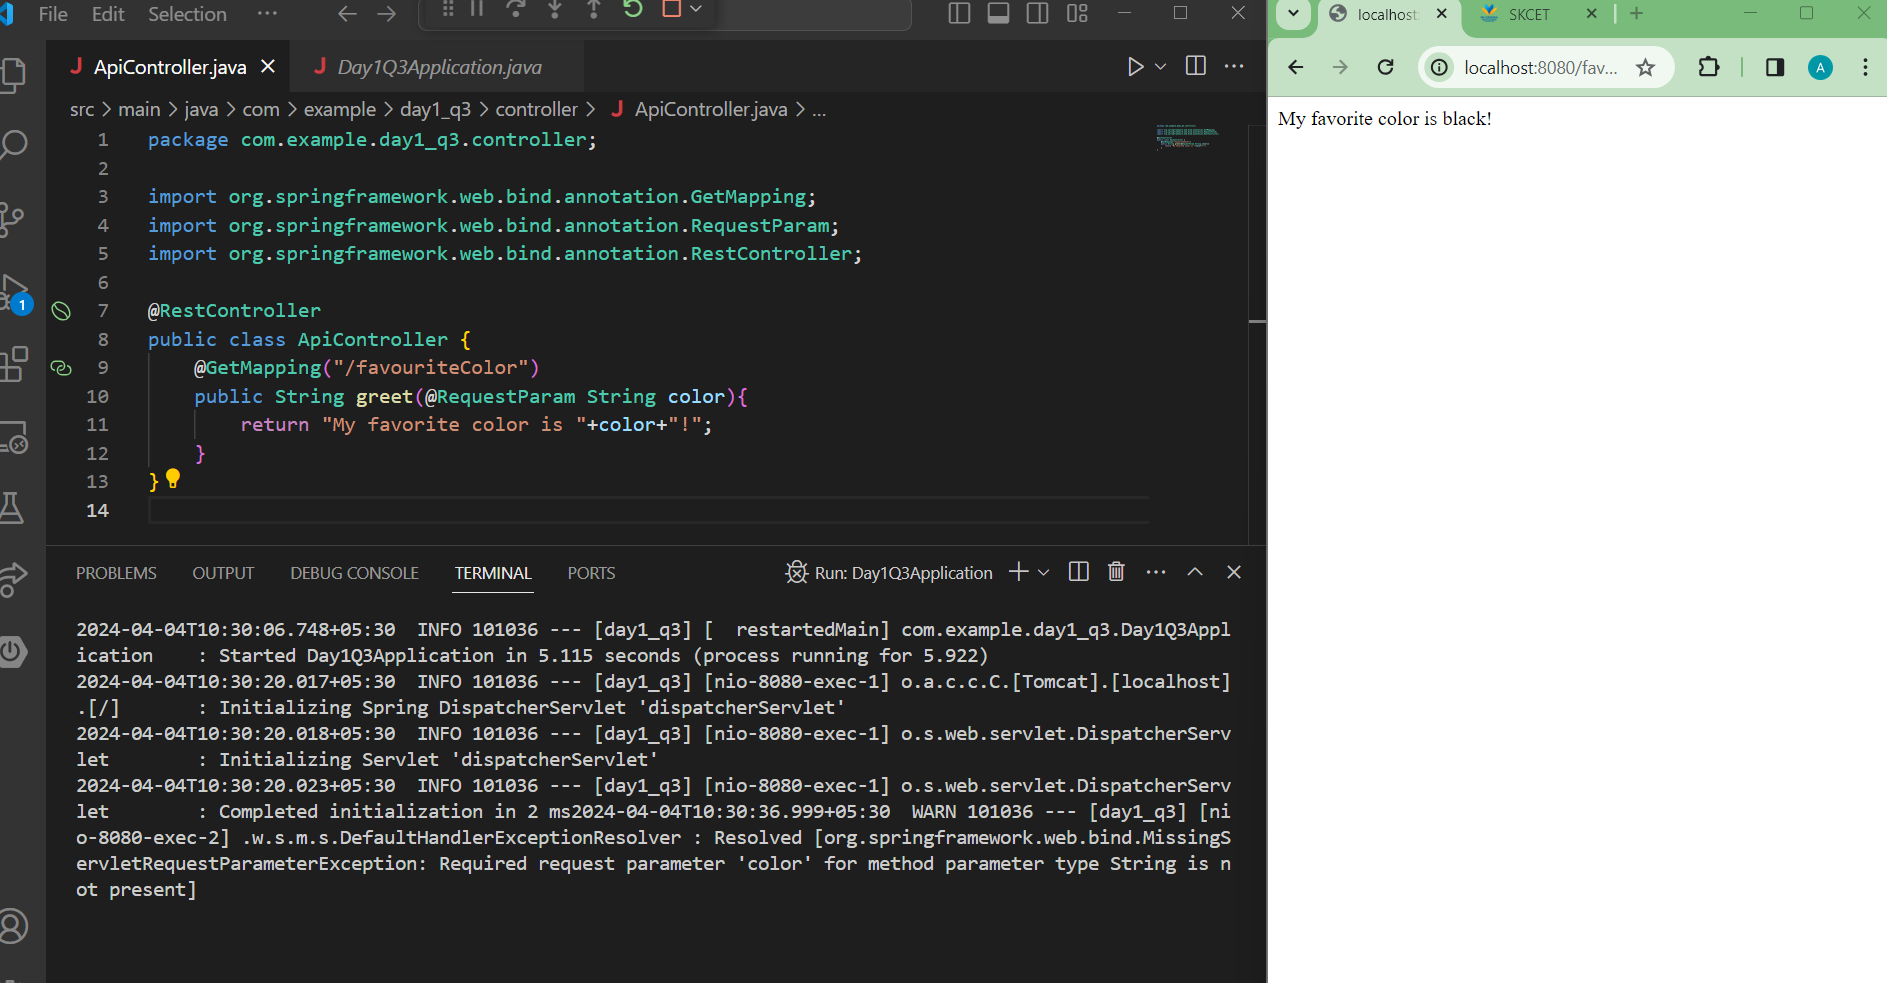 File Edit Selection ···
ApiController.java × Day1Q3Application.java
src > main > java > com > example > day1_q3 > controller > J ApiController.java > ...
1 package com.example.day1_q3.controller;
2
3 import org.springframework.web.bind.annotation.GetMapping;
4 import org.springframework.web.bind.annotation.RequestParam;
5 import org.springframework.web.bind.annotation.RestController;
6
7 @RestController
8 public class ApiController {
9 @GetMapping("/favouriteColor")
10 public String greet(@RequestParam String color){
11 return "My favorite color is "+color+"!";
12 }
13 }
14
1
PROBLEMS OUTPUT DEBUG CONSOLE TERMINAL PORTS
Run: Day1Q3Application
2024-04-04T10:30:06.748+05:30  INFO 101036 --- [day1_q3] [  restartedMain] com.example.day1_q3.Day1Q3Appl
ication    : Started Day1Q3Application in 5.115 seconds (process running for 5.922)
2024-04-04T10:30:20.017+05:30  INFO 101036 --- [day1_q3] [nio-8080-exec-1] o.a.c.c.C.[Tomcat].[localhost]
.[/]       : Initializing Spring DispatcherServlet 'dispatcherServlet'
2024-04-04T10:30:20.018+05:30  INFO 101036 --- [day1_q3] [nio-8080-exec-1] o.s.web.servlet.DispatcherServ
let        : Initializing Servlet 'dispatcherServlet'
2024-04-04T10:30:20.023+05:30  INFO 101036 --- [day1_q3] [nio-8080-exec-1] o.s.web.servlet.DispatcherServ
let        : Completed initialization in 2 ms2024-04-04T10:30:36.999+05:30  WARN 101036 --- [day1_q3] [ni
o-8080-exec-2] .w.s.m.s.DefaultHandlerExceptionResolver : Resolved [org.springframework.web.bind.MissingS
ervletRequestParameterException: Required request parameter 'color' for method parameter type String is n
ot present]
localhost: SKCET
localhost:8080/fav... A
My favorite color is black!